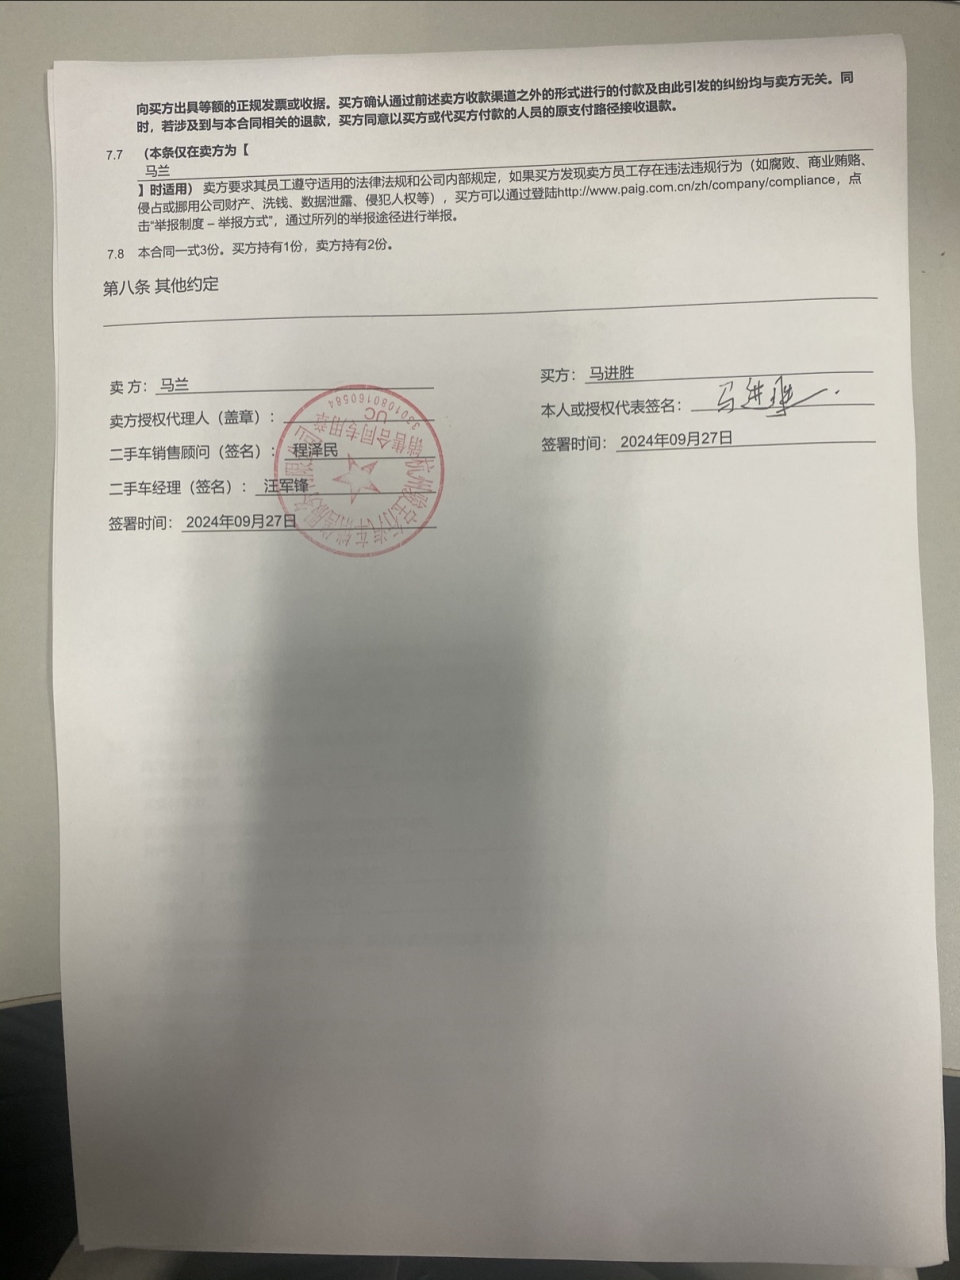 向买方出具等额的正规发票或收据。买方确认通过前述卖方收款渠道之外的形式进行的付款及由此引发的纠纷均与卖方无关。同
时，若涉及到与本合同相关的退款，买方同意以买方或代买方付款的人员的原支付路径接收退款。
7.7 （本条仅在卖方为【
马兰
】时适用）卖方要求其员工遵守适用的法律法规和公司内部规定，如果买方发现卖方员工存在违法违规行为（如腐败、商业贿赂、
侵占或挪用公司财产、洗钱、数据泄露、侵犯人权等），买方可以通过登陆http://www.paig.com.cn/zh/company/compliance，点
击“举报制度 – 举报方式”，通过所列的举报途径进行举报。
7.8 本合同一式3份。买方持有1份，卖方持有2份。
第八条 其他约定
卖 方： 马兰
卖方授权代理人（盖章）：
二手车销售顾问（签名）： 程泽民
二手车经理（签名）： 汪军锋
签署时间： 2024年09月27日
买方： 马进胜
本人或授权代表签名： 马进胜
签署时间： 2024年09月27日
销售合同专用章
UC
3301080160584